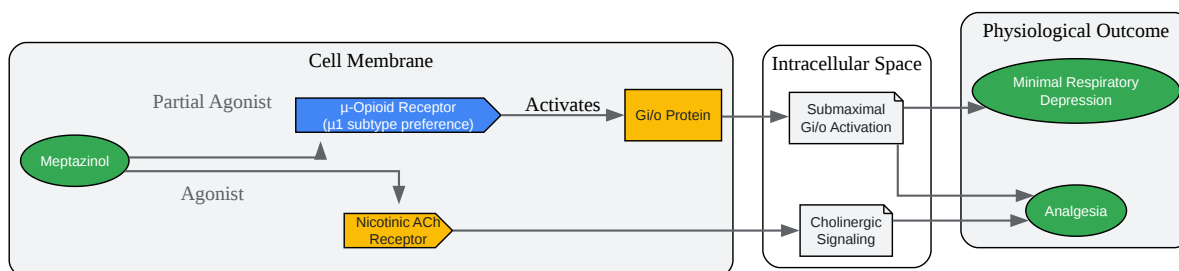 Physiological Outcome
Cell Membrane
Intracellular Space
Minimal Respiratory
Depression
Partial Agonist
μ-Opioid Receptor
(μ1 subtype preference)
Activates
Gi/o Protein
Submaximal
Gi/o Activation
Meptazinol
Agonist
Nicotinic ACh
Receptor
Cholinergic
Signaling
Analgesia